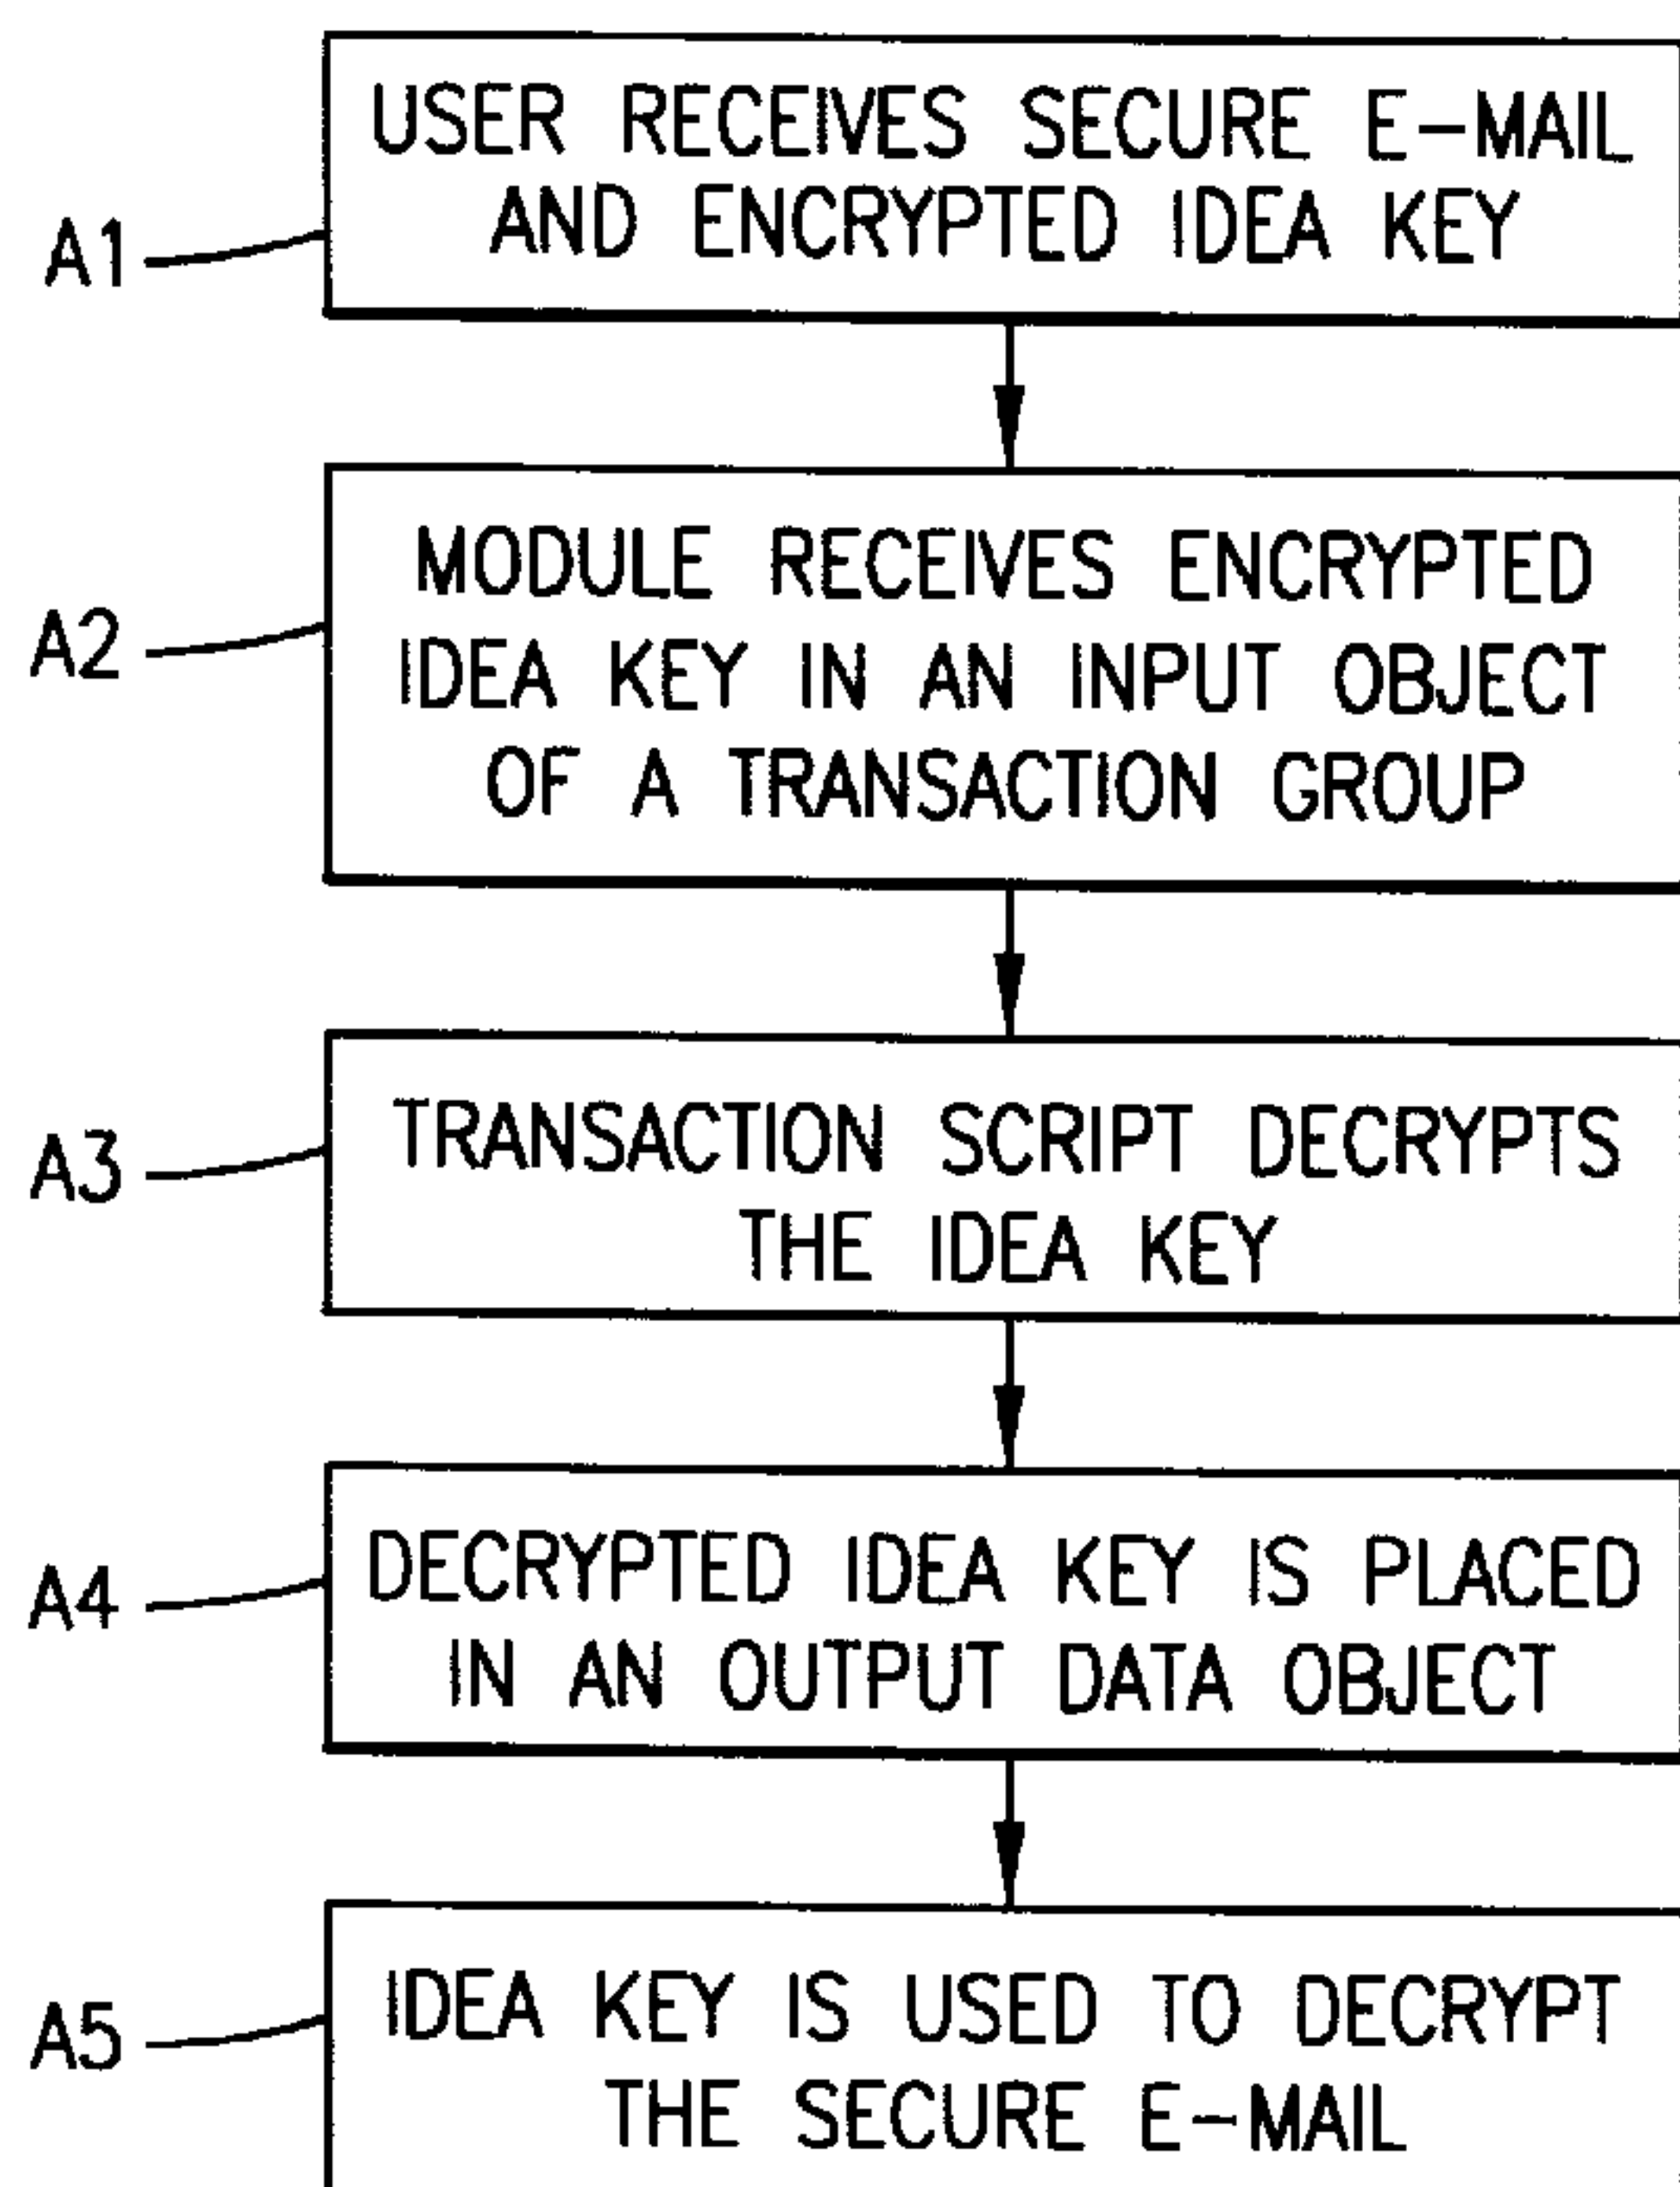 USER RECEIVES SECURE E-MAIL
AND ENCRYPTED IDEA KEY
A1
MODULE RECEIVES ENCRYPTED
IDEA KEY IN AN INPUT OBJECT
OF A TRANSACTION GROUP
A2
TRANSACTION SCRIPT DECRYPTS
THE IDEA KEY
A3
DECRYPTED IDEA KEY IS PLACED
IN AN OUTPUT DATA OBJECT
A4
IDEA KEY IS USED TO DECRYPT
THE SECURE E-MAIL
A5